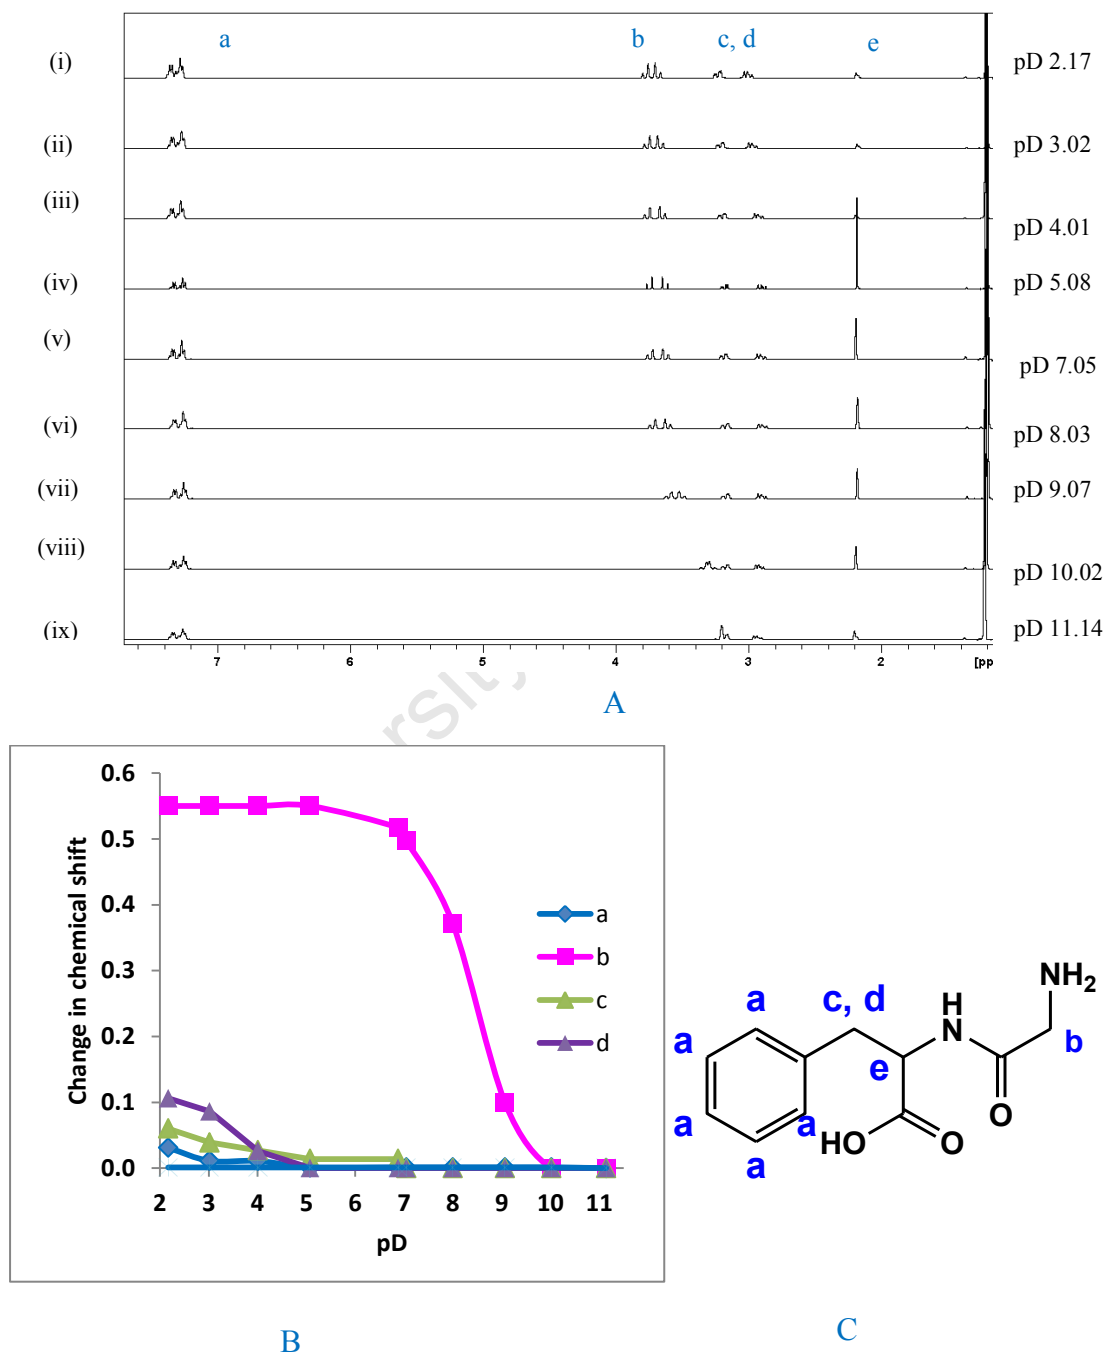 a b c, d e
(i) pD 2.17
(ii) pD 3.02
(iii) pD 4.01
(iv) pD 5.08
(v) pD 7.05
(vi) pD 8.03
(vii) pD 9.07
(viii) pD 10.02
(ix) pD 11.14
7 6 5 4 3 2 [pp
A
0.6
0.5
0.4
0.3
0.2
0.1
0.0
Change in chemical shift
2 3 4 5 6 7 8 9 10 11
pD
a
b
c
d
B
NH2
H
N
c, d
a
a
a
a
a
e
b
O
HO
O
C